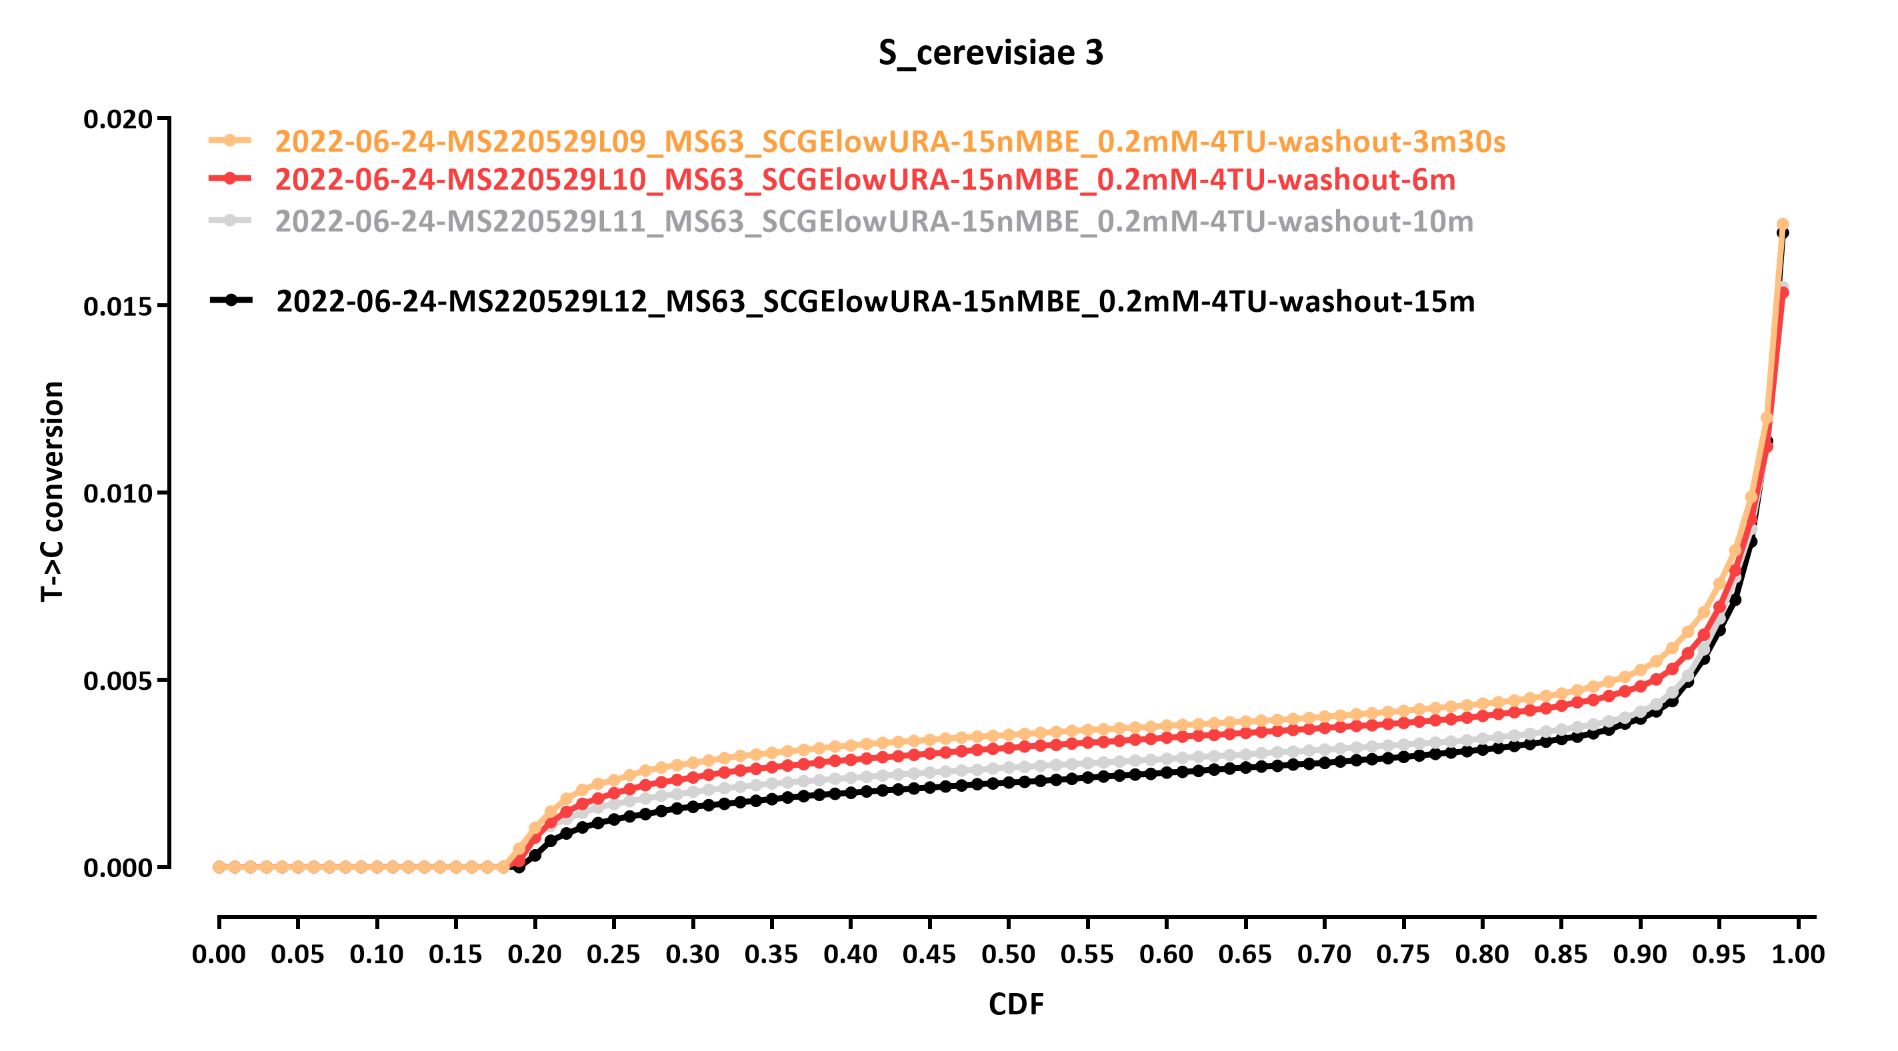 S_cerevisiae 3
0.020
2022-06-24-MS220529L09_MS63_SCGElowURA-15nMBE_0.2mM-4TU-washout-3m30s
2022-06-24-MS220529L10_MS63_SCGElowURA-15nMBE_0.2mM-4TU-washout-6m
2022-06-24-MS220529L11_MS63_SCGElowURA-15nMBE_0.2mM-4TU-washout-10m
2022-06-24-MS220529L12_MS63_SCGElowURA-15nMBE_0.2mM-4TU-washout-15m
0.015
0.010
T->C conversion
0.005
0.000
0.00 0.05 0.10 0.15 0.20 0.25 0.30 0.35 0.40 0.45 0.50 0.55 0.60 0.65 0.70 0.75 0.80 0.85 0.90 0.95 1.00
CDF